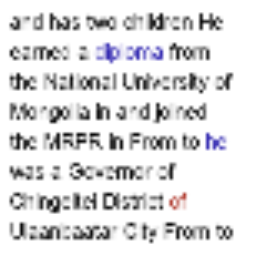 and has two children He
earned a diploma from
the National University of
Mongolia in and joined
the MRPR in From to he
was a Governor of
Chingeltei District of
Ulaanbaatar City From to